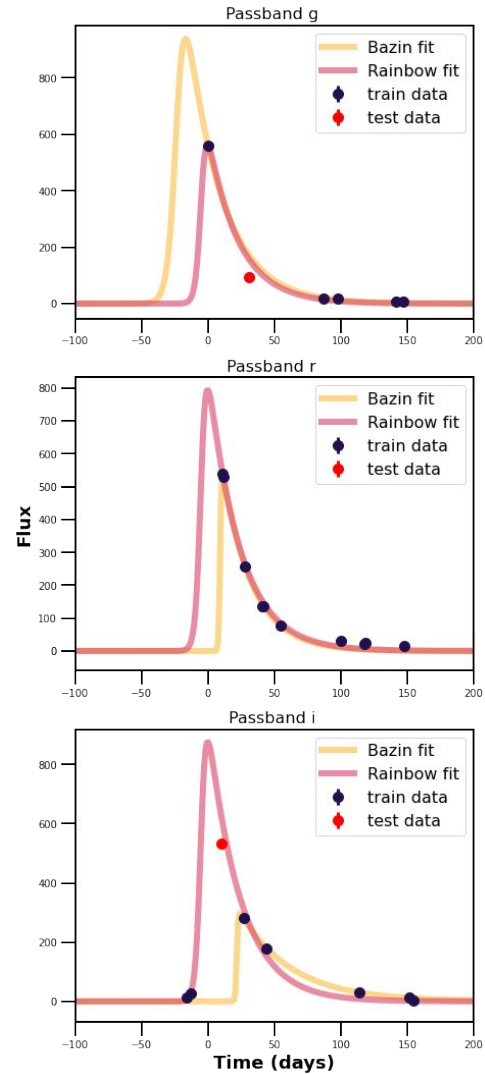 Passband g
Bazin fit
Rainbow fit
train data
test data
800
600
400
200
0
−100
−50
0
50
100
150
200
Passband r
Bazin fit
Rainbow fit
train data
test data
800
700
600
500
400
300
200
100
0
Flux
−100
−50
0
50
100
150
200
Passband i
Bazin fit
Rainbow fit
train data
test data
800
600
400
200
0
−100
−50
0
50
100
150
200
Time (days)